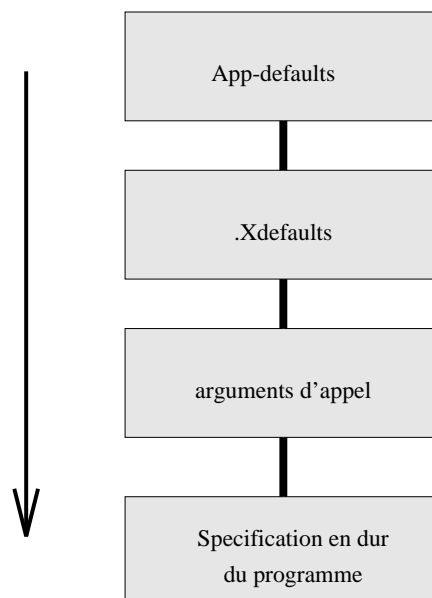 App-defaults
.Xdefaults
arguments d'appel
Specification en dur
du programme